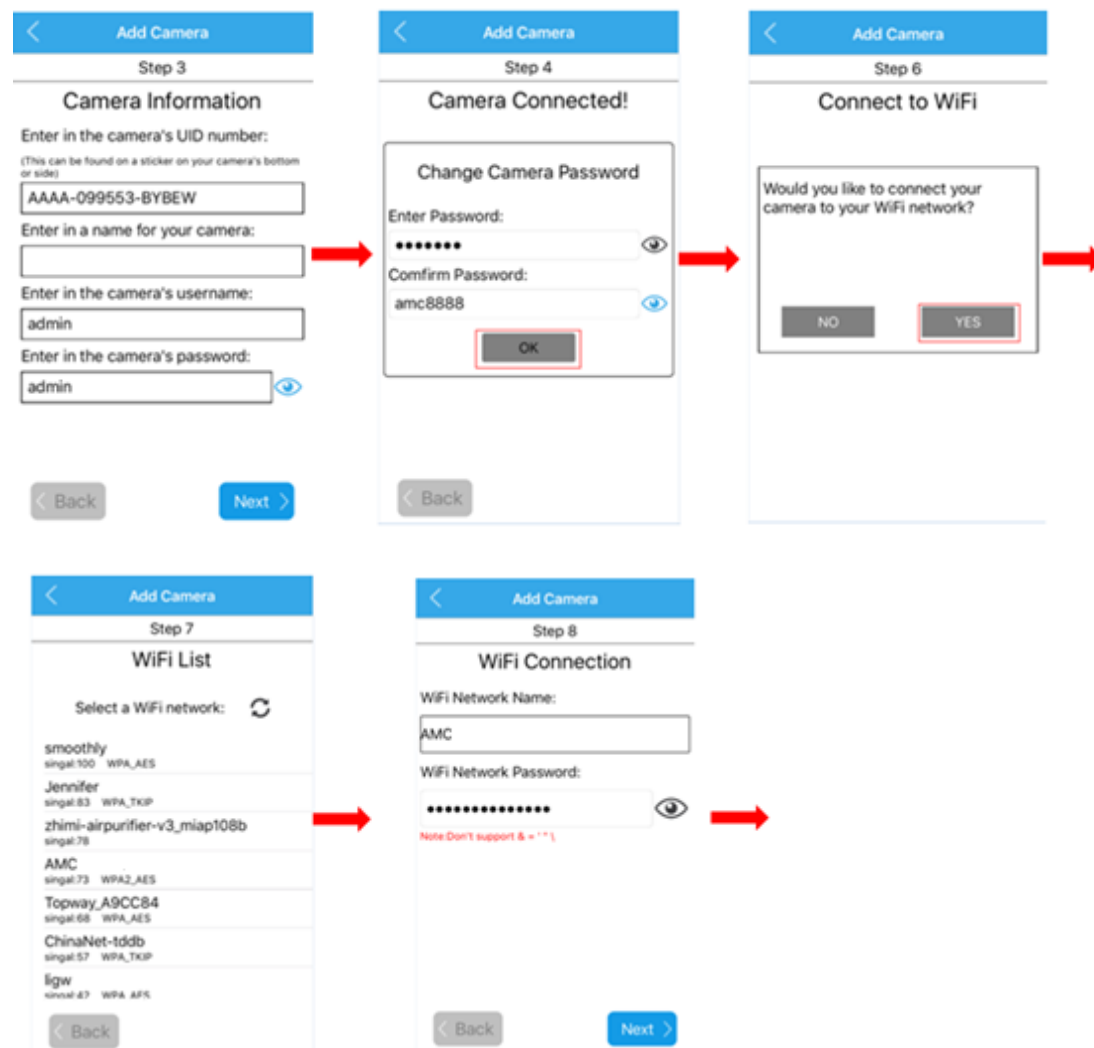 Add Camera
Step 3
Camera Information
Enter in the camera's UID number:
(This can be found on a sticker on your camera's bottom
or side)
AAAA-099553-BYBEW
Enter in a name for your camera:
Enter in the camera's username:
admin
Enter in the camera's password:
admin
Back
Next
Add Camera
Step 4
Camera Connected!
Change Camera Password
Enter Password:
•••••••
Comfirm Password:
amc8888
OK
Back
Add Camera
Step 6
Connect to WiFi
Would you like to connect your
camera to your WiFi network?
NO
YES
Add Camera
Step 7
WiFi List
Select a WiFi network:
smoothly
singal:100 WPA_AES
Jennifer
singal:83 WPA_TKIP
zhimi-airpurifier-v3_miap108b
singal:78
AMC
singal:73 WPA2_AES
Topway_A9CC84
singal:68 WPA_AES
ChinaNet-tddb
singal:57 WPA_TKIP
ligw
singal:42 WPA_AES
Back
Add Camera
Step 8
WiFi Connection
WiFi Network Name:
AMC
WiFi Network Password:
••••••••••••••
Note:Don't support & = ' " \
Back
Next